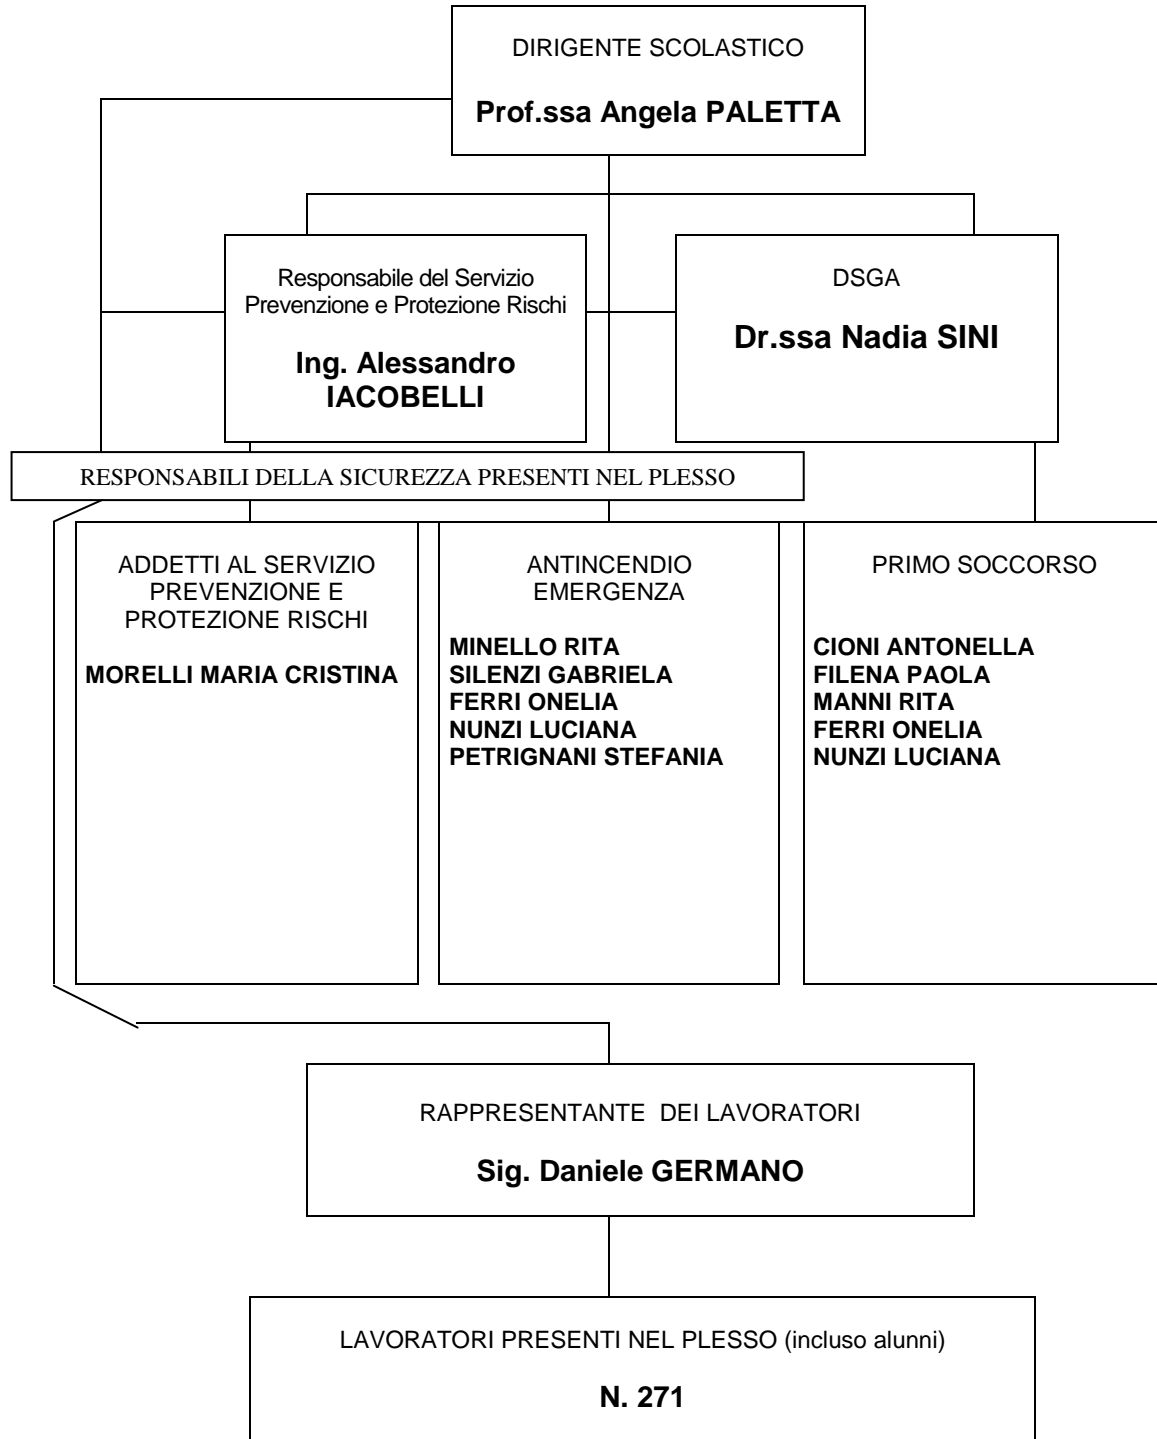 DIRIGENTE SCOLASTICO
Prof.ssa Angela PALETTA
Responsabile del Servizio
Prevenzione e Protezione Rischi
Ing. Alessandro
IACOBELLI
DSGA
Dr.ssa Nadia SINI
RESPONSABILI DELLA SICUREZZA PRESENTI NEL PLESSO
ADDETTI AL SERVIZIO
PREVENZIONE E
PROTEZIONE RISCHI
MORELLI MARIA CRISTINA
ANTINCENDIO
EMERGENZA
MINELLO RITA
SILENZI GABRIELA
FERRI ONELIA
NUNZI LUCIANA
PETRIGNANI STEFANIA
PRIMO SOCCORSO
CIONI ANTONELLA
FILENA PAOLA
MANNI RITA
FERRI ONELIA
NUNZI LUCIANA
RAPPRESENTANTE DEI LAVORATORI
Sig. Daniele GERMANO
LAVORATORI PRESENTI NEL PLESSO (incluso alunni)
N. 271